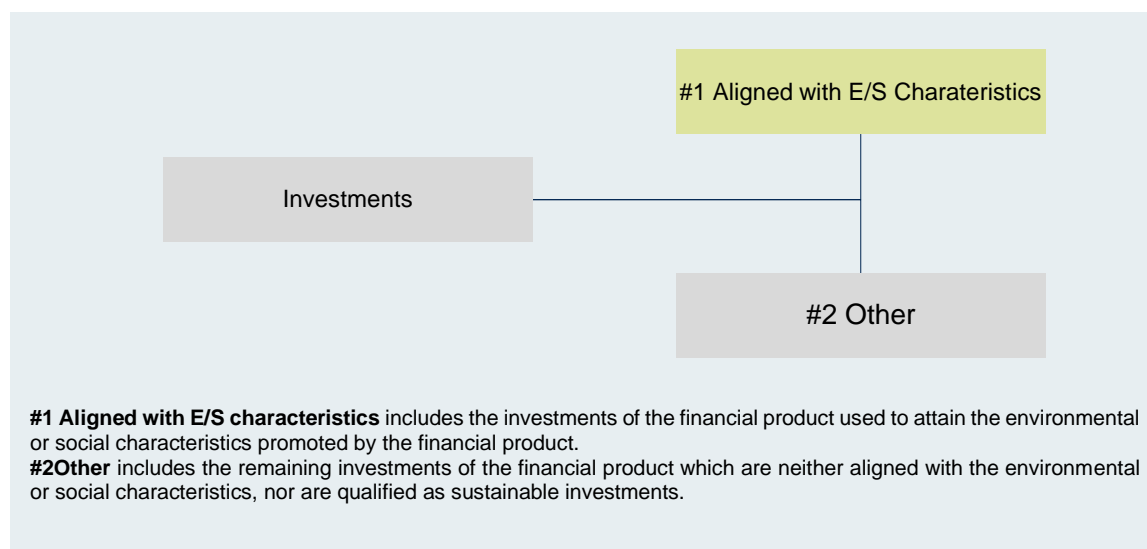 #1 Aligned with E/S Charateristics
Investments
#2 Other
#1 Aligned with E/S characteristics includes the investments of the financial product used to attain the environmental
or social characteristics promoted by the financial product.
#2Other includes the remaining investments of the financial product which are neither aligned with the environmental
or social characteristics, nor are qualified as sustainable investments.